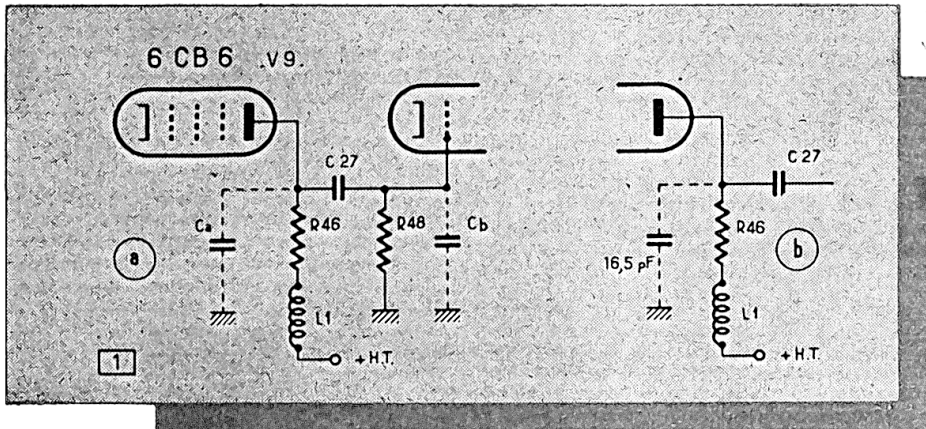 6 CB 6 V9.
C 27
C 27
Ca
R46
R48
Cb
R46
a
16,5 pF
b
L1
L1
1
+ H.T.
+ H.T.